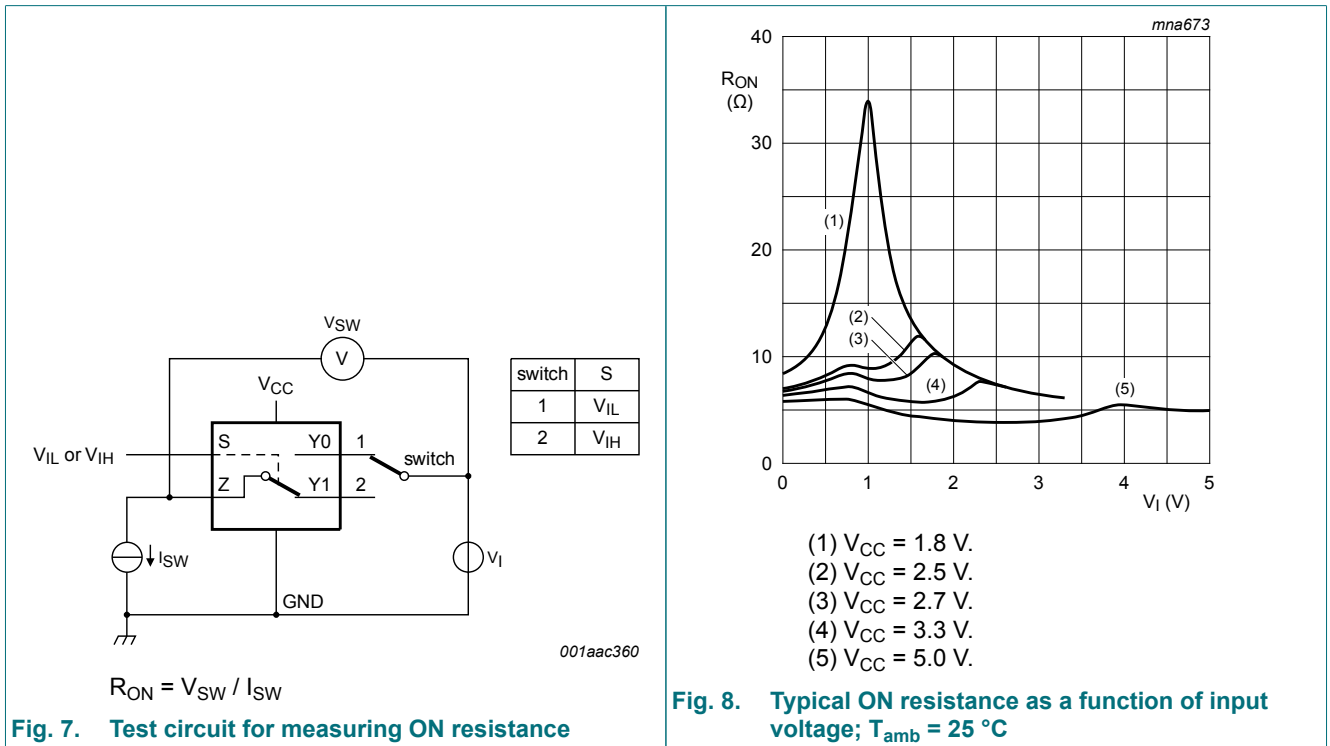 VSW
V
VCC
switch S
1 VIL
2 VIH
VIL or VIH
S Y0 1
switch
Z Y1 2
ISW
VI
GND
001aac360
RON = VSW / ISW
Fig. 7. Test circuit for measuring ON resistance
mna673
RON
(Ω)
40
30
20
10
0
(1)
(2)
(3)
(4)
(5)
0 1 2 3 4 5
VI (V)
(1) VCC = 1.8 V.
(2) VCC = 2.5 V.
(3) VCC = 2.7 V.
(4) VCC = 3.3 V.
(5) VCC = 5.0 V.
Fig. 8. Typical ON resistance as a function of input
voltage; Tamb = 25 °C